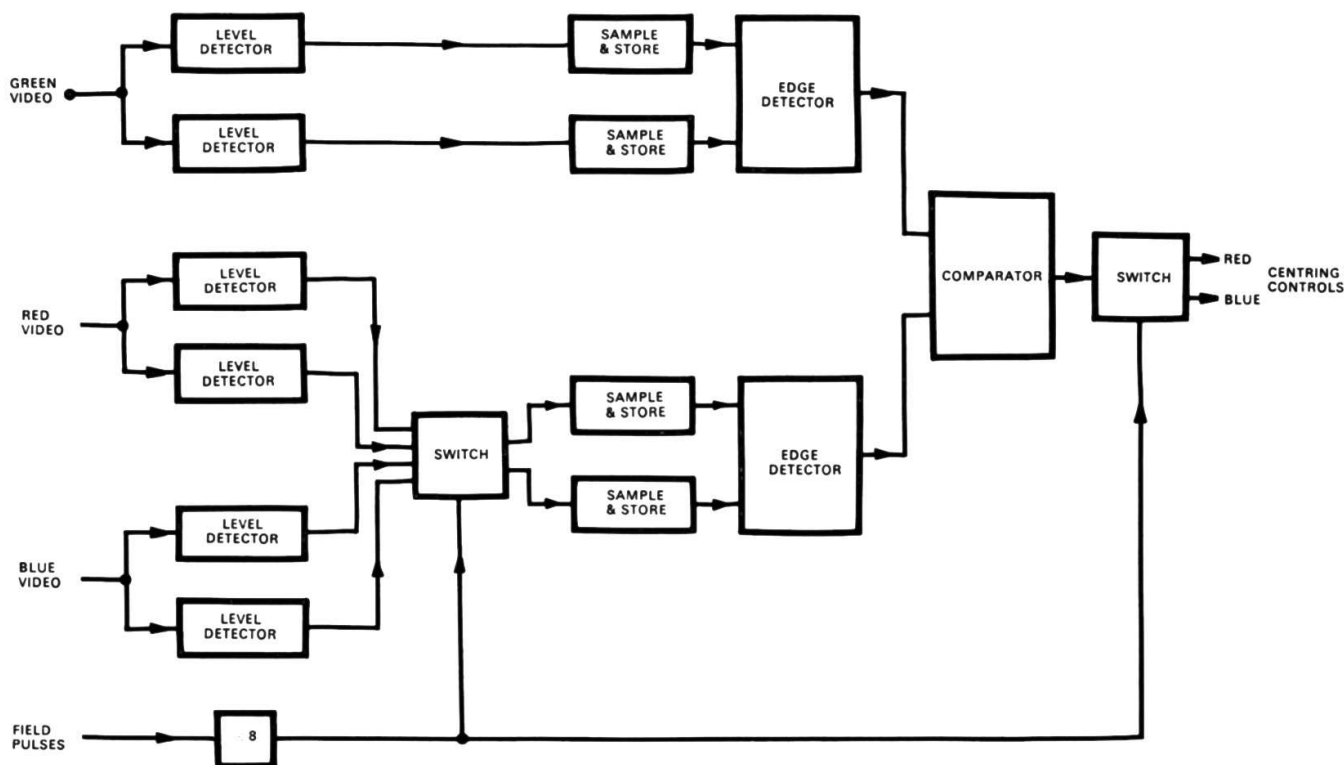 LEVEL
DETECTOR
SAMPLE
& STORE
GREEN
VIDEO
EDGE
DETECTOR
LEVEL
DETECTOR
SAMPLE
& STORE
LEVEL
DETECTOR
RED
VIDEO
COMPARATOR
SWITCH
RED
BLUE
CENTRING
CONTROLS
LEVEL
DETECTOR
SAMPLE
& STORE
SWITCH
EDGE
DETECTOR
LEVEL
DETECTOR
SAMPLE
& STORE
BLUE
VIDEO
LEVEL
DETECTOR
FIELD
PULSES
8